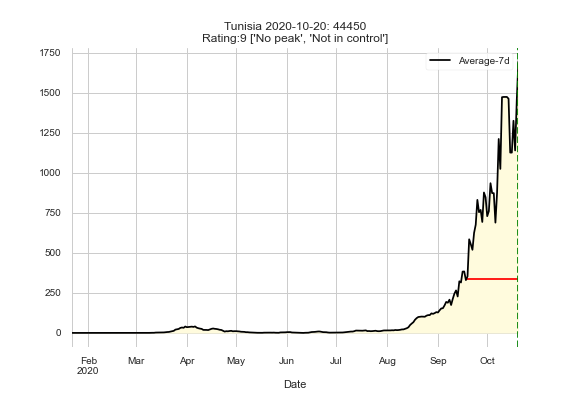 Tunisia 2020-10-20: 44450
Rating:9 ['No peak', 'Not in control']
Average-7d
1750
1500
1250
1000
750
500
250
0
Feb Mar Apr May Jun Jul Aug Sep Oct
2020
Date